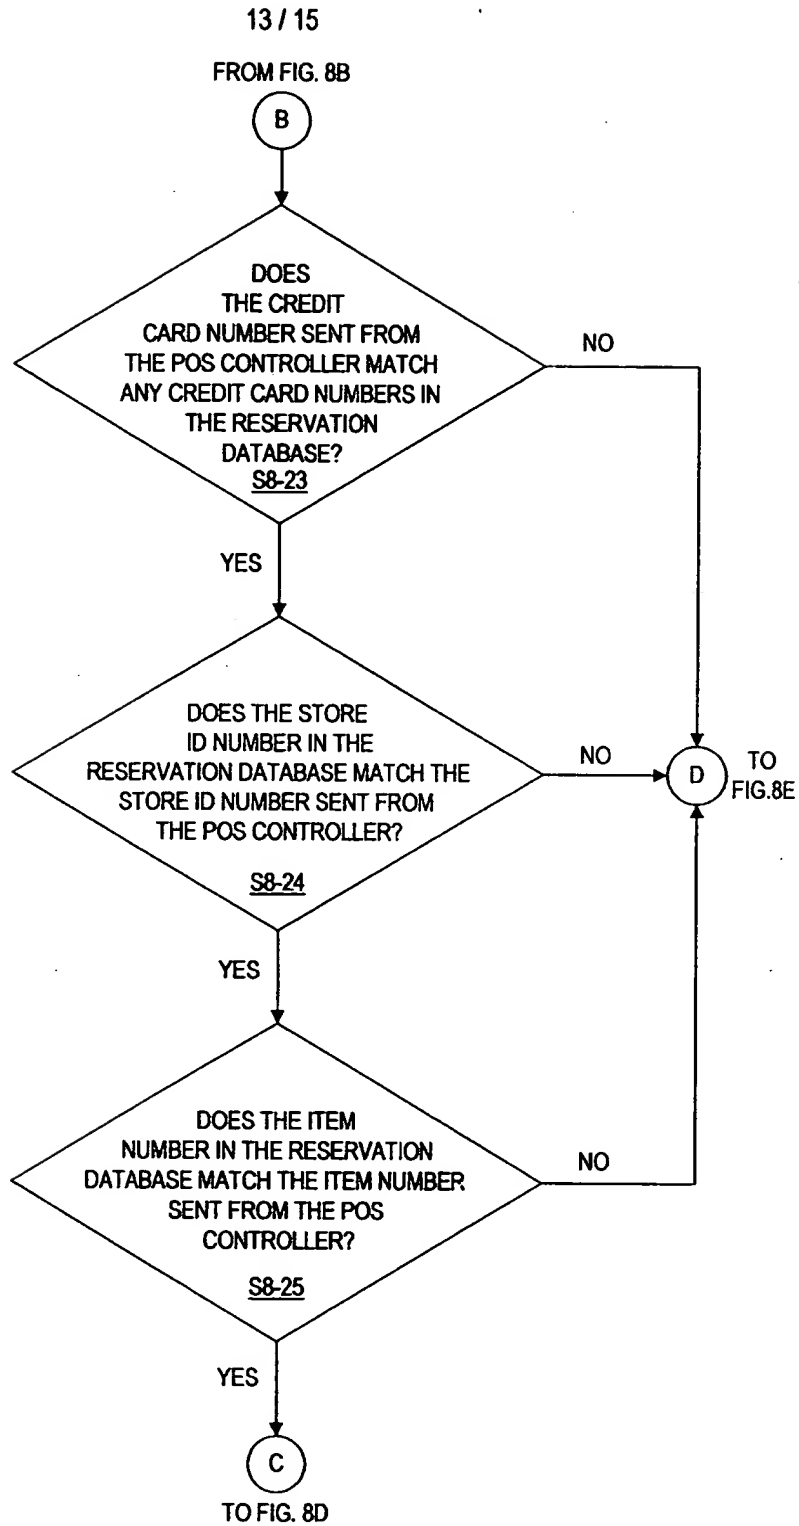 13 / 15
FROM FIG. 8B
B
DOES
THE CREDIT
CARD NUMBER SENT FROM
THE POS CONTROLLER MATCH
ANY CREDIT CARD NUMBERS IN
THE RESERVATION
DATABASE?
S8-23
NO
YES
DOES THE STORE
ID NUMBER IN THE
RESERVATION DATABASE MATCH THE
STORE ID NUMBER SENT FROM
THE POS CONTROLLER?
S8-24
NO
D
TO
FIG.8E
YES
DOES THE ITEM
NUMBER IN THE RESERVATION
DATABASE MATCH THE ITEM NUMBER
SENT FROM THE POS
CONTROLLER?
S8-25
NO
YES
C
TO FIG. 8D